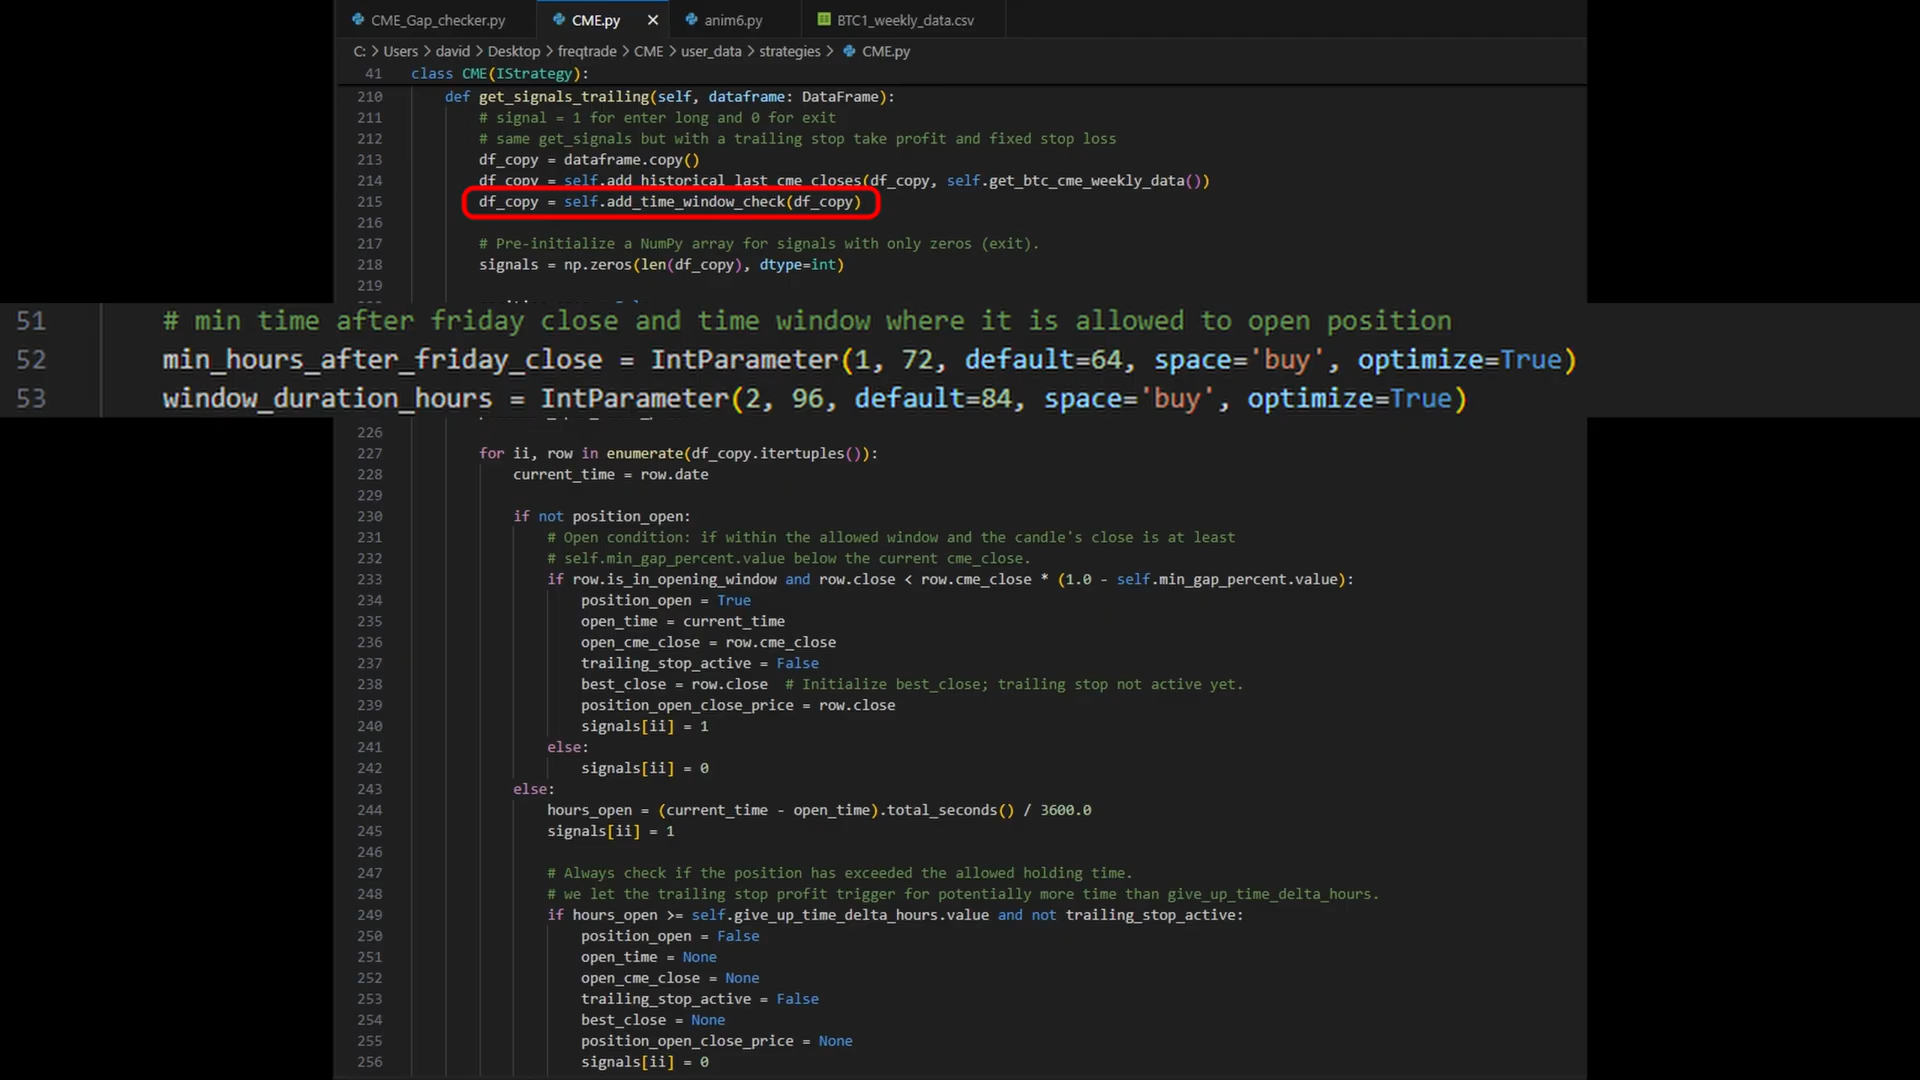 CME_Gap_checker.py CME.py anim6.py BTC1_weekly_data.csv
C: > Users > david > Desktop > freqtrade > CME > user_data > strategies > CME.py
41 class CME(IStrategy):
210 def get_signals_trailing(self, dataframe: DataFrame):
211 # signal = 1 for enter long and 0 for exit
212 # same get_signals but with a trailing stop take profit and fixed stop loss
213 df_copy = dataframe.copy()
214 df_copy = self.add_historical_last_cme_closes(df_copy, self.get_btc_cme_weekly_data())
215 df_copy = self.add_time_window_check(df_copy)
216
217 # Pre-initialize a NumPy array for signals with only zeros (exit).
218 signals = np.zeros(len(df_copy), dtype=int)
219
51 # min time after friday close and time window where it is allowed to open position
52 min_hours_after_friday_close = IntParameter(1, 72, default=64, space='buy', optimize=True)
53 window_duration_hours = IntParameter(2, 96, default=84, space='buy', optimize=True)
226
227 for ii, row in enumerate(df_copy.itertuples()):
228 current_time = row.date
229
230 if not position_open:
231 # Open condition: if within the allowed window and the candle's close is at least
232 # self.min_gap_percent.value below the current cme_close.
233 if row.is_in_opening_window and row.close < row.cme_close * (1.0 - self.min_gap_percent.value):
234 position_open = True
235 open_time = current_time
236 open_cme_close = row.cme_close
237 trailing_stop_active = False
238 best_close = row.close # Initialize best_close; trailing stop not active yet.
239 position_open_close_price = row.close
240 signals[ii] = 1
241 else:
242 signals[ii] = 0
243 else:
244 hours_open = (current_time - open_time).total_seconds() / 3600.0
245 signals[ii] = 1
246
247 # Always check if the position has exceeded the allowed holding time.
248 # we let the trailing stop profit trigger for potentially more time than give_up_time_delta_hours.
249 if hours_open >= self.give_up_time_delta_hours.value and not trailing_stop_active:
250 position_open = False
251 open_time = None
252 open_cme_close = None
253 trailing_stop_active = False
254 best_close = None
255 position_open_close_price = None
256 signals[ii] = 0